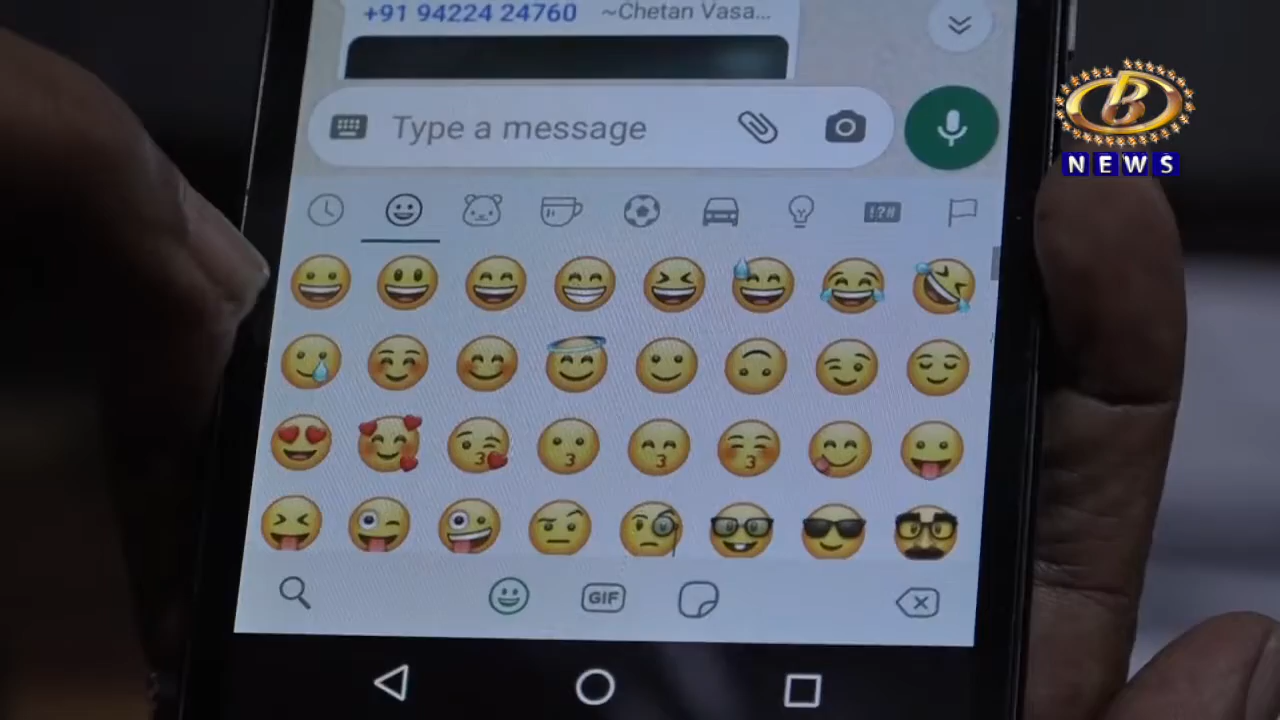 +91 94224 24760 ~Chetan Vasa...
Type a message
B
NEWS
!?#
GIF